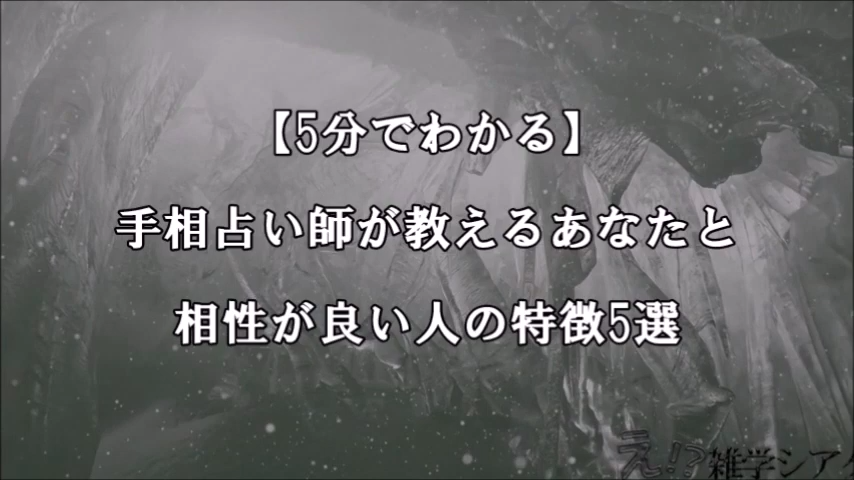 【5分でわかる】
手相占い師が教えるあなたと
相性が良い人の特徴5選
え!?雑学シアタ